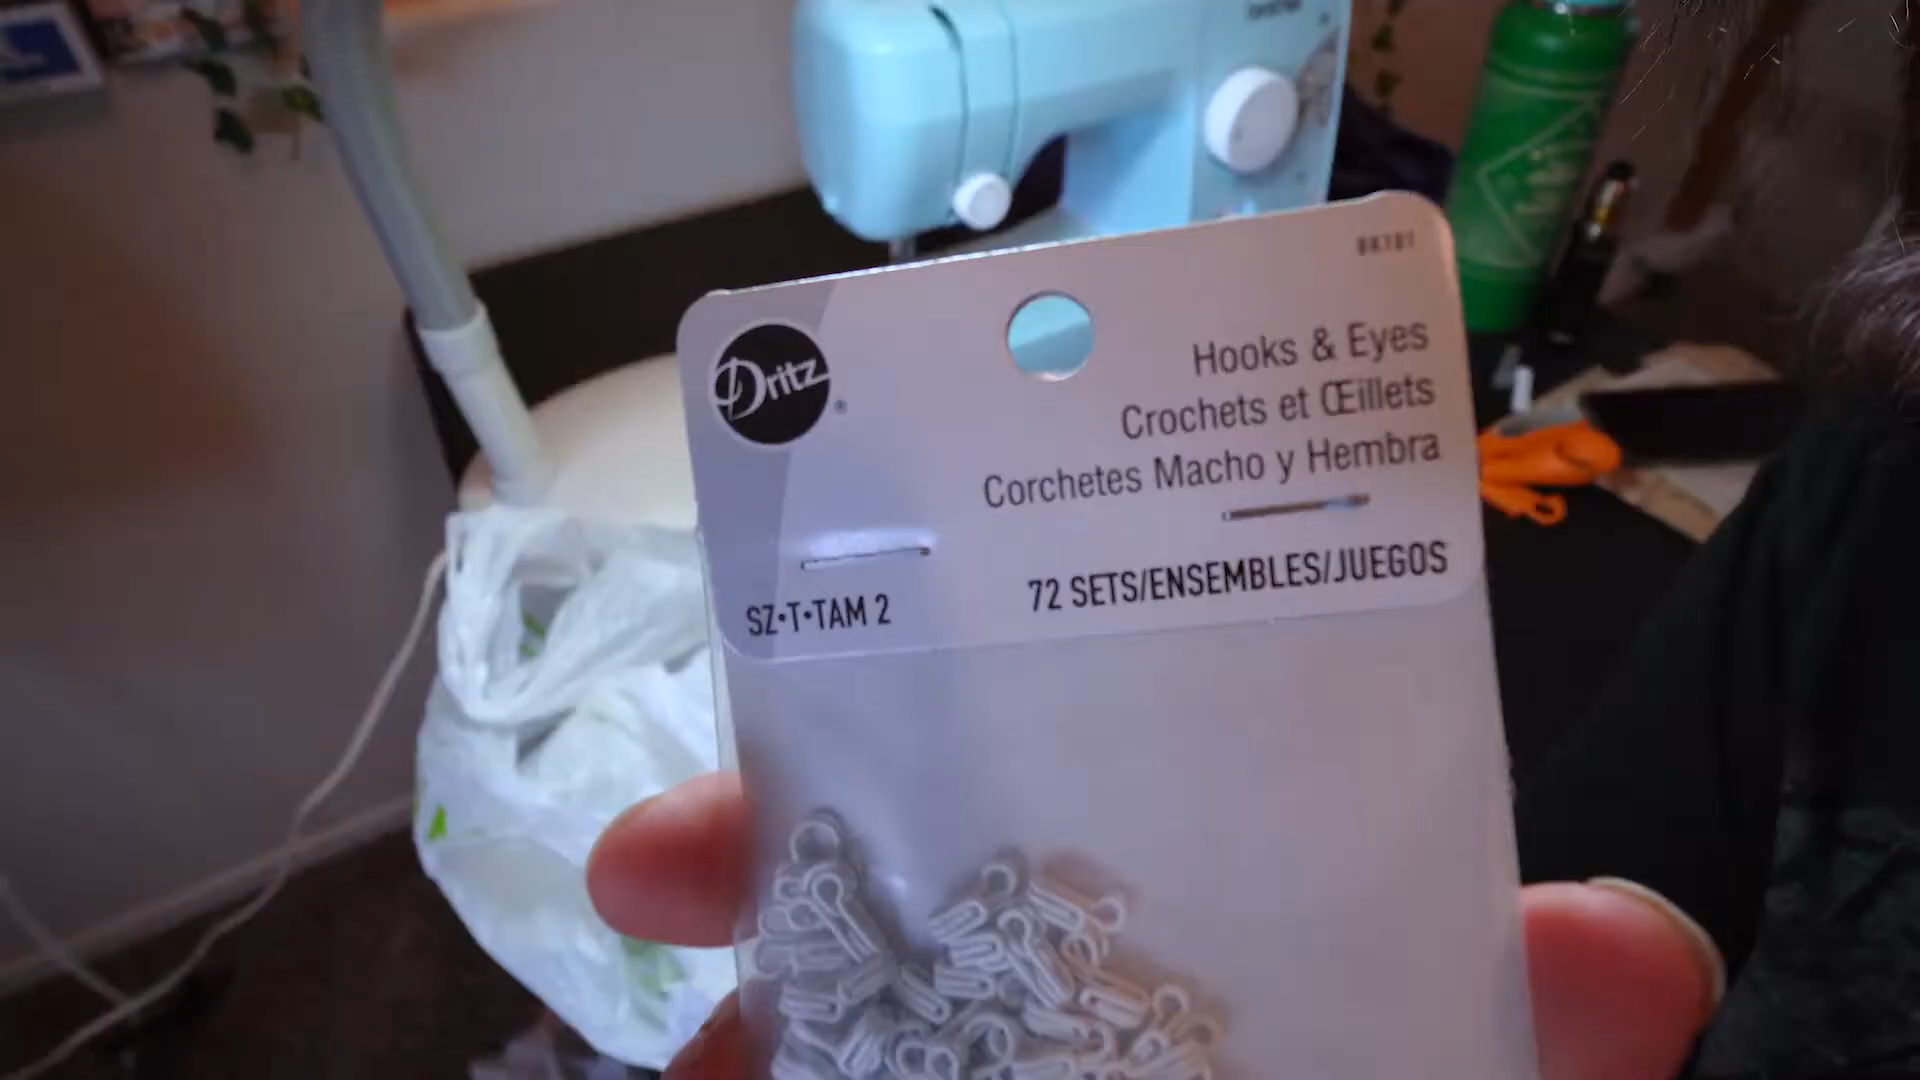 Dritz®
Hooks & Eyes
Crochets et Œillets
Corchetes Macho y Hembra
SZ•T•TAM 2
72 SETS/ENSEMBLES/JUEGOS